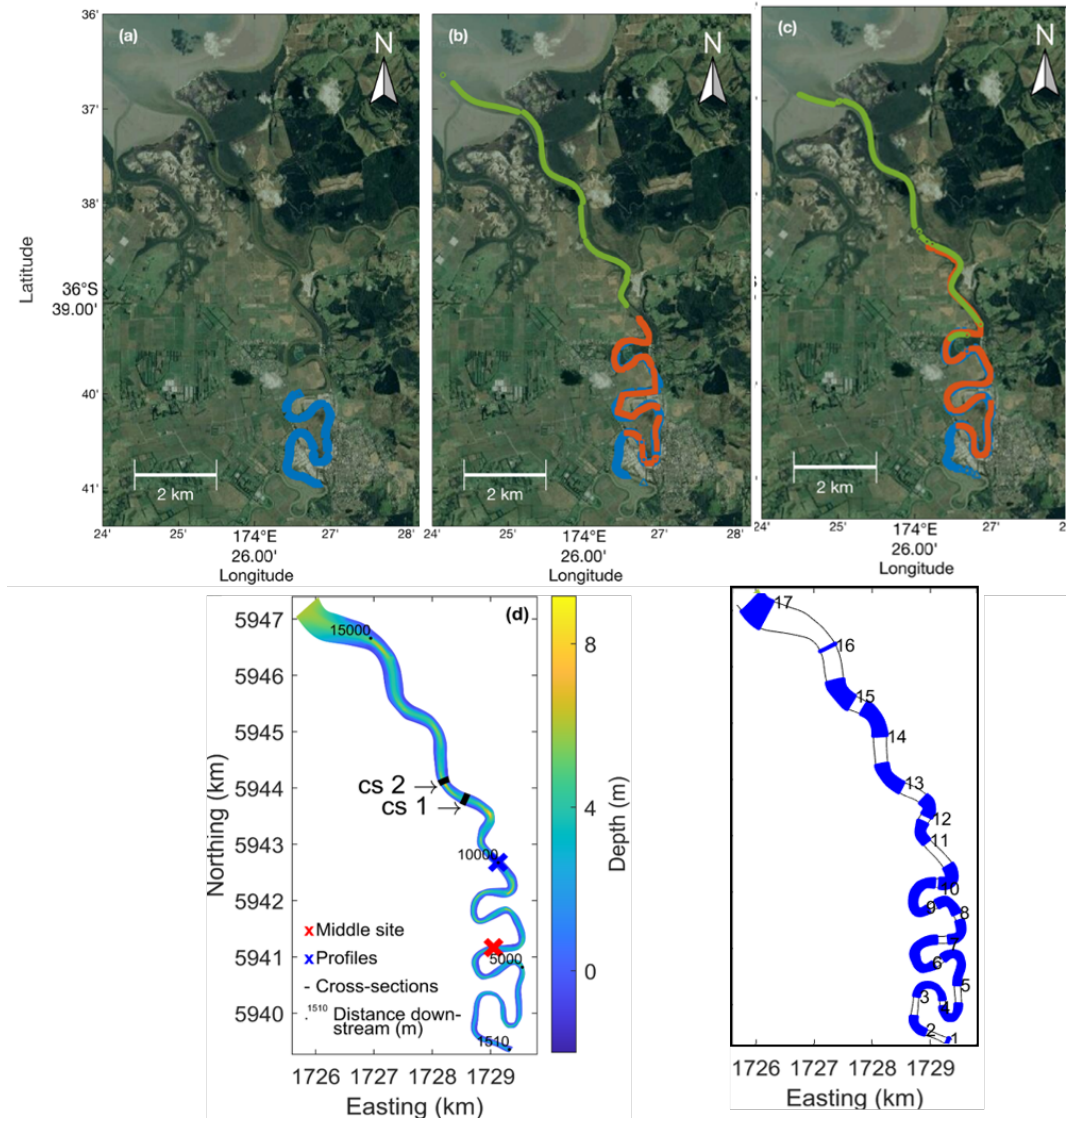 36'
(a)
N
(b)
N
(c)
N
37'
38'
Latitude
36°S
39.00'
40'
41'
2 km
2 km
2 km
24'
25'
174°E
26.00'
27'
28'
Longitude
24'
25'
174°E
26.00'
27'
28'
Longitude
24'
25'
174°E
26.00'
27'
2
Longitude
(d)
5947
5946
5945
5944
5943
5942
5941
5940
Northing (km)
15000
cs 2
cs 1
10000
5000
1510
x Middle site
x Profiles
- Cross-sections
.1510 Distance down-
stream (m)
1726 1727 1728 1729
Easting (km)
8
4
0
Depth (m)
17
16
15
14
13
12
11
10
9
8
7
6
5
4
3
2
1
1726 1727 1728 1729
Easting (km)